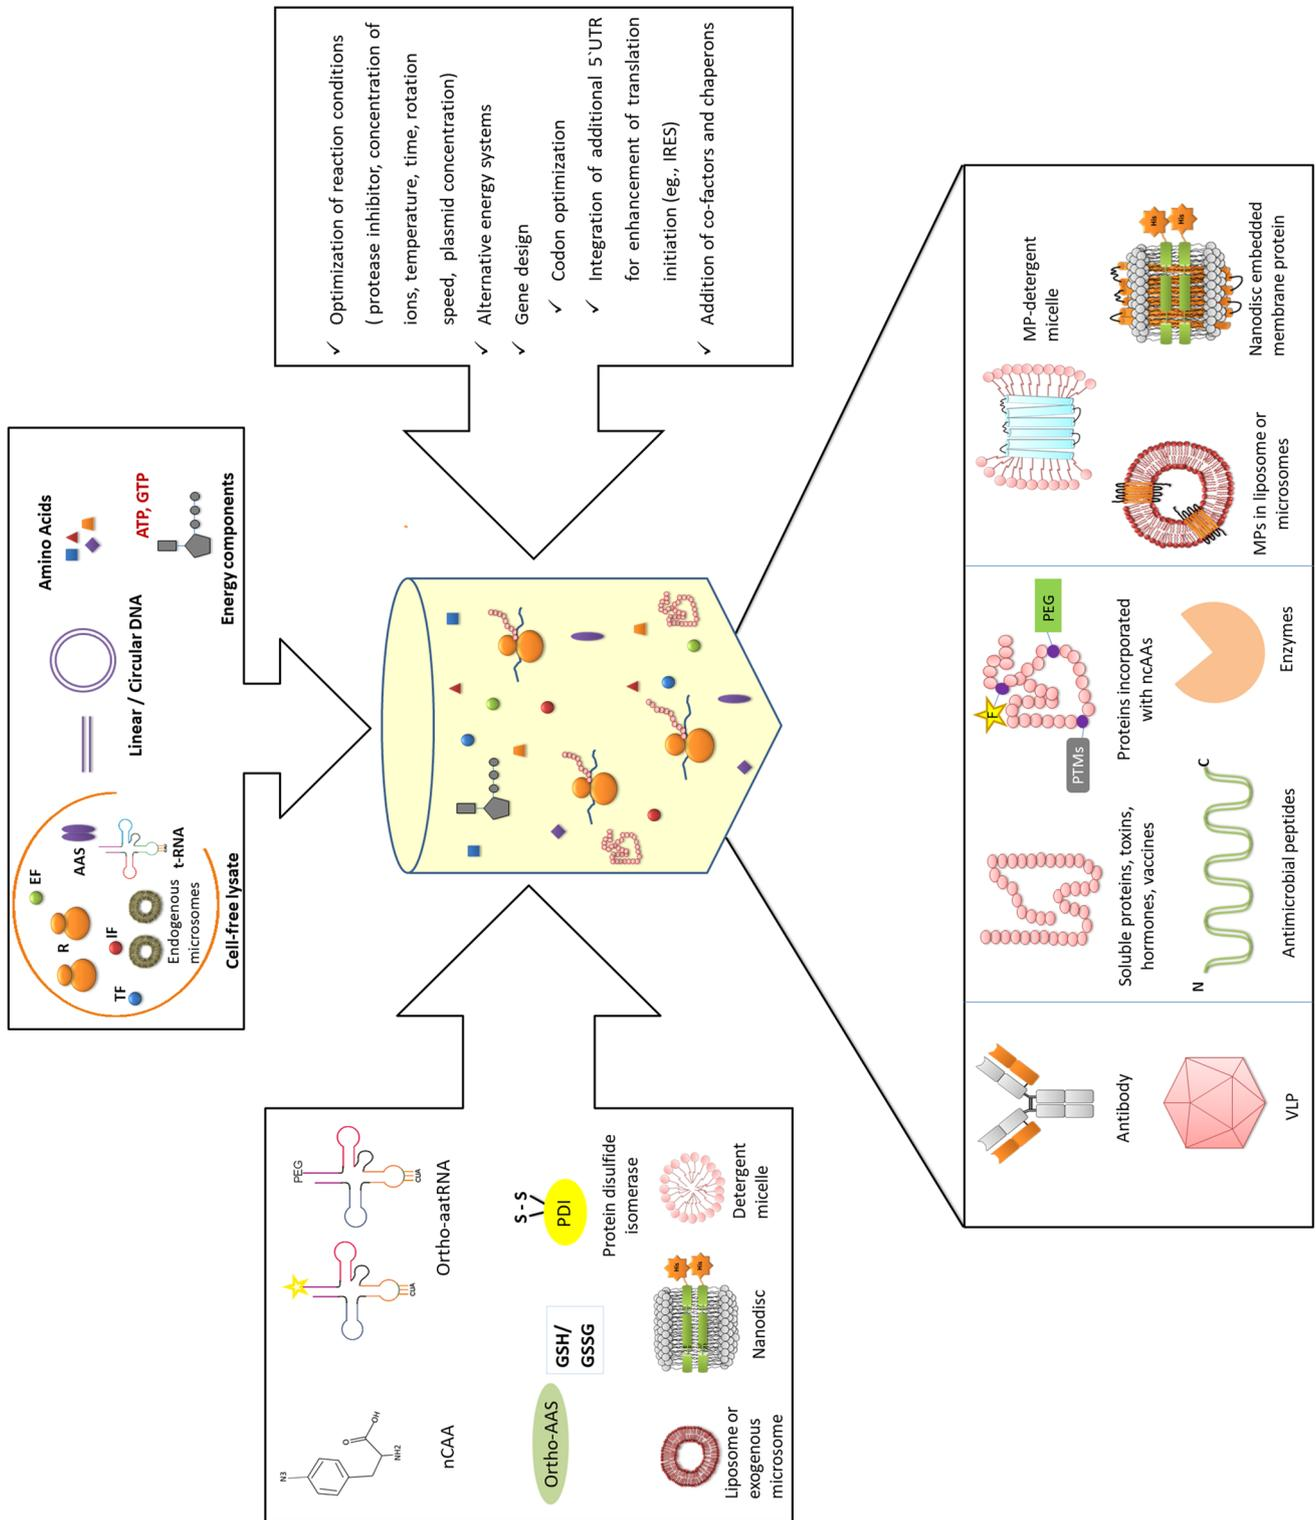 EF
R
AAS
IF
TF
Endogenous
microsomes
t-RNA
Cell-free lysate
Linear / Circular DNA
Amino Acids
ATP, GTP
Energy components
N3
O
OH
NH2
nCAA
CUA
PEG
CUA
Ortho-aatRNA
Ortho-AAS
GSH/
GSSG
S-S
PDI
Protein disulfide
isomerase
Liposome or
exogenous
microsome
His
His
Nanodisc
Detergent
micelle
✓ Optimization of reaction conditions
( protease inhibitor, concentration of
ions, temperature, time, rotation
speed, plasmid concentration)
✓ Alternative energy systems
✓ Gene design
✓ Codon optimization
✓ Integration of additional 5`UTR
for enhancement of translation
initiation (eg., IRES)
✓ Addition of co-factors and chaperons
Antibody
VLP
Soluble proteins, toxins,
hormones, vaccines
F
PEG
PTMs
Proteins incorporated
with ncAAs
N
C
Antimicrobial peptides
Enzymes
MP-detergent
micelle
MPs in liposome or
microsomes
His
His
Nanodisc embedded
membrane protein